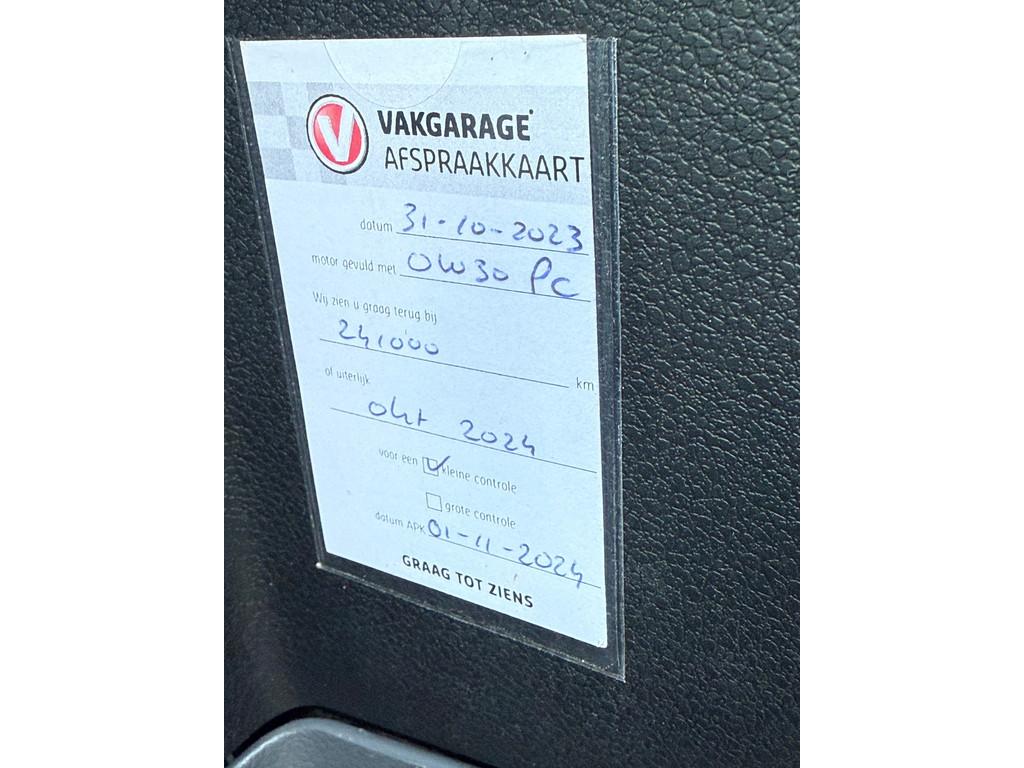 V
VAKGARAGE
AFSPRAAKKAART
datum 31-10-2023
motor gevuld met 0W30 PC
Wij zien u graag terug bij
241000 km
of uiterlijk
okt 2024
voor een kleine controle
grote controle
datum APK 01-11-2024
GRAAG TOT ZIENS